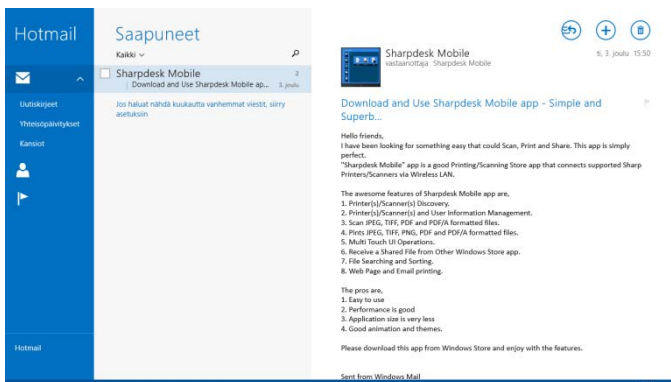 Hotmail
Uutiskirjeet
Yhteisöpäivitykset
Kansiot
Hotmail
Saapuneet
Kaikki
Sharpdesk Mobile 2
Download and Use Sharpdesk Mobile ap... 3. joulu
Jos haluat nähdä kuukautta vanhemmat viestit, siirry
asetuksiin
Sharpdesk Mobile ti, 3. joulu 15:50
vastaanottaja Sharpdesk Mobile
Download and Use Sharpdesk Mobile app - Simple and
Superb...
Hello friends,
I have been looking for something easy that could Scan, Print and Share. This app is simply
perfect.
"Sharpdesk Mobile" app is a good Printing/Scanning Store app that connects supported Sharp
Printers/Scanners via Wireless LAN.
The awesome features of Sharpdesk Mobile app are,
1. Printer(s)/Scanner(s) Discovery.
2. Printer(s)/Scanner(s) and User Information Management.
3. Scan JPEG, TIFF, PDF and PDF/A formatted files.
4. Pints JPEG, TIFF, PNG, PDF and PDF/A formatted files.
5. Multi Touch UI Operations.
6. Receive a Shared File from Other Windows Store app.
7. File Searching and Sorting.
8. Web Page and Email printing.
The pros are,
1. Easy to use
2. Performance is good
3. Application size is very less
4. Good animation and themes.
Please download this app from Windows Store and enjoy with the features.
Sent from Windows Mail